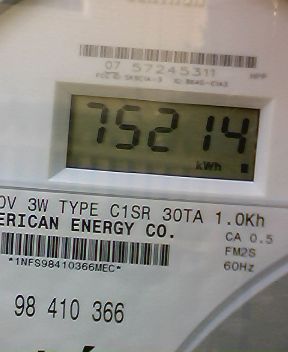 07 57245311
75214
kWh
0V 3W TYPE C1SR 30TA 1.0Kh
ERICAN ENERGY CO.
CA 0.5
FM2S
60Hz
*1NFS98410366MEC*
98 410 366